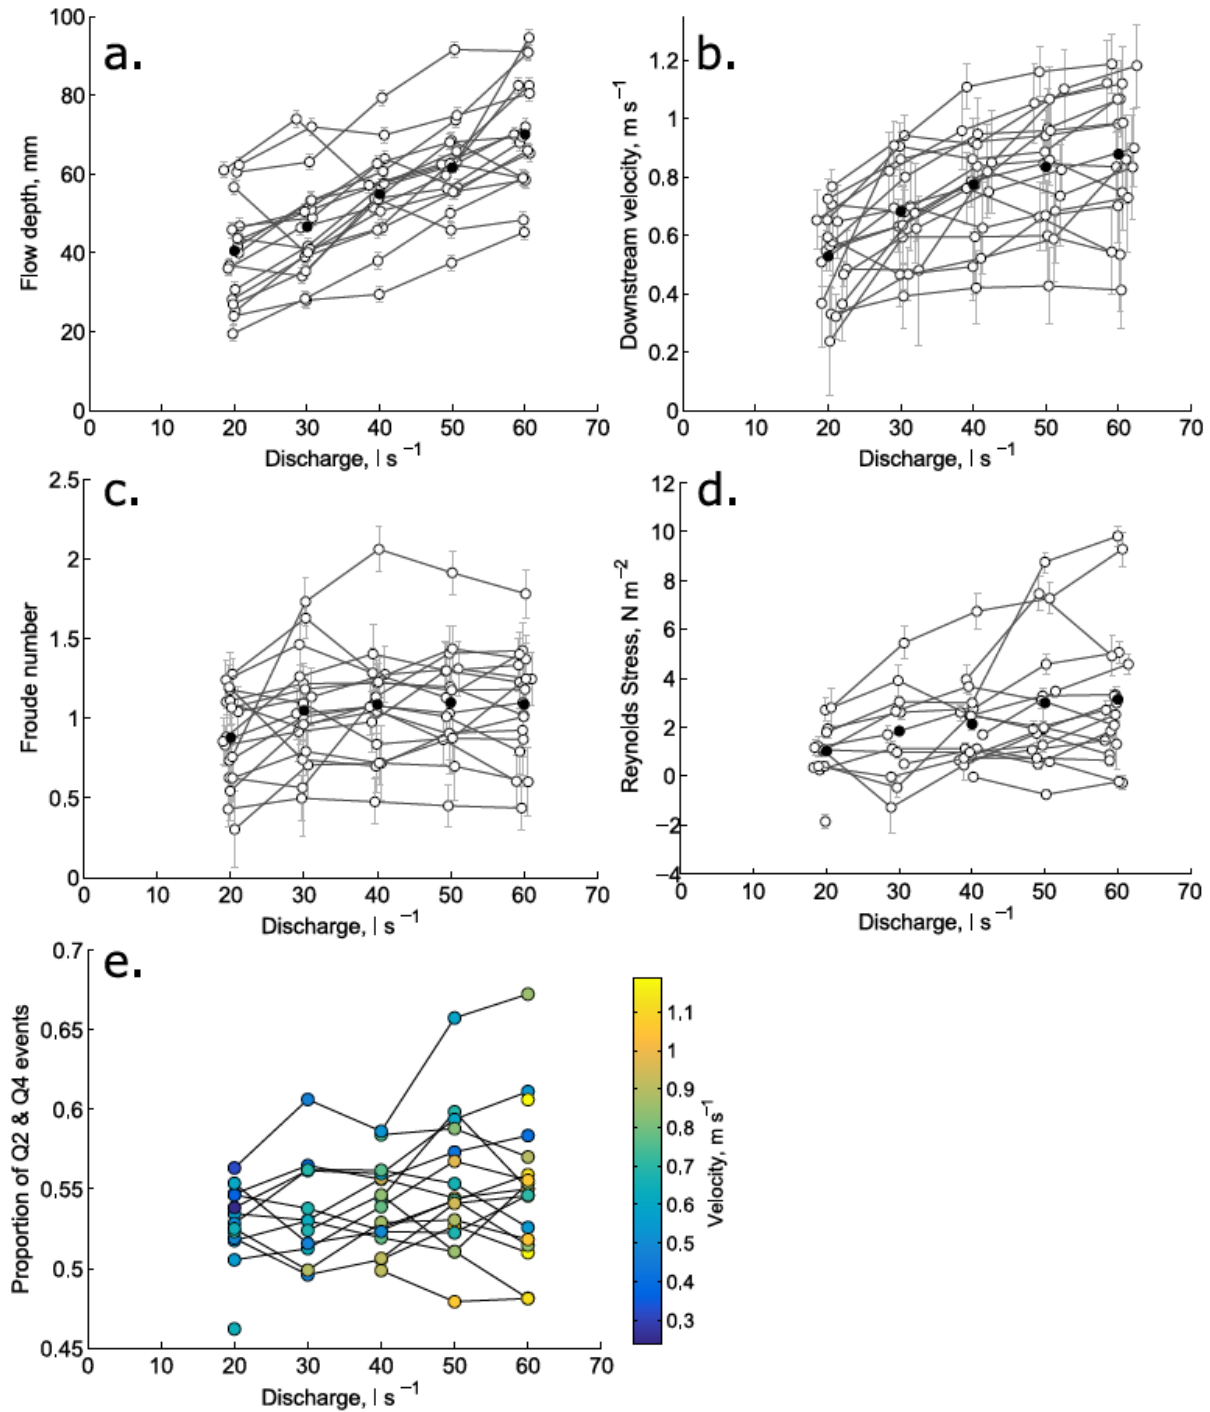 a.
Flow depth, mm
100
80
60
40
20
0
0 10 20 30 40 50 60 70
Discharge, l s −1
b.
Downstream velocity, m s−1
1.2
1
0.8
0.6
0.4
0.2
0
0 10 20 30 40 50 60 70
Discharge, l s −1
c.
Froude number
2.5
2
1.5
1
0.5
0
0 10 20 30 40 50 60 70
Discharge, l s −1
d.
Reynolds Stress, N m−2
12
10
8
6
4
2
0
−2
−4
0 10 20 30 40 50 60 70
Discharge, l s −1
e.
Proportion of Q2 & Q4 events
0.7
0.65
0.6
0.55
0.5
0.45
0 10 20 30 40 50 60 70
Discharge, l s −1
1,1
1
0.9
0.8
0.7
0.6
0.5
0.4
0,3
Velocity, m s−1